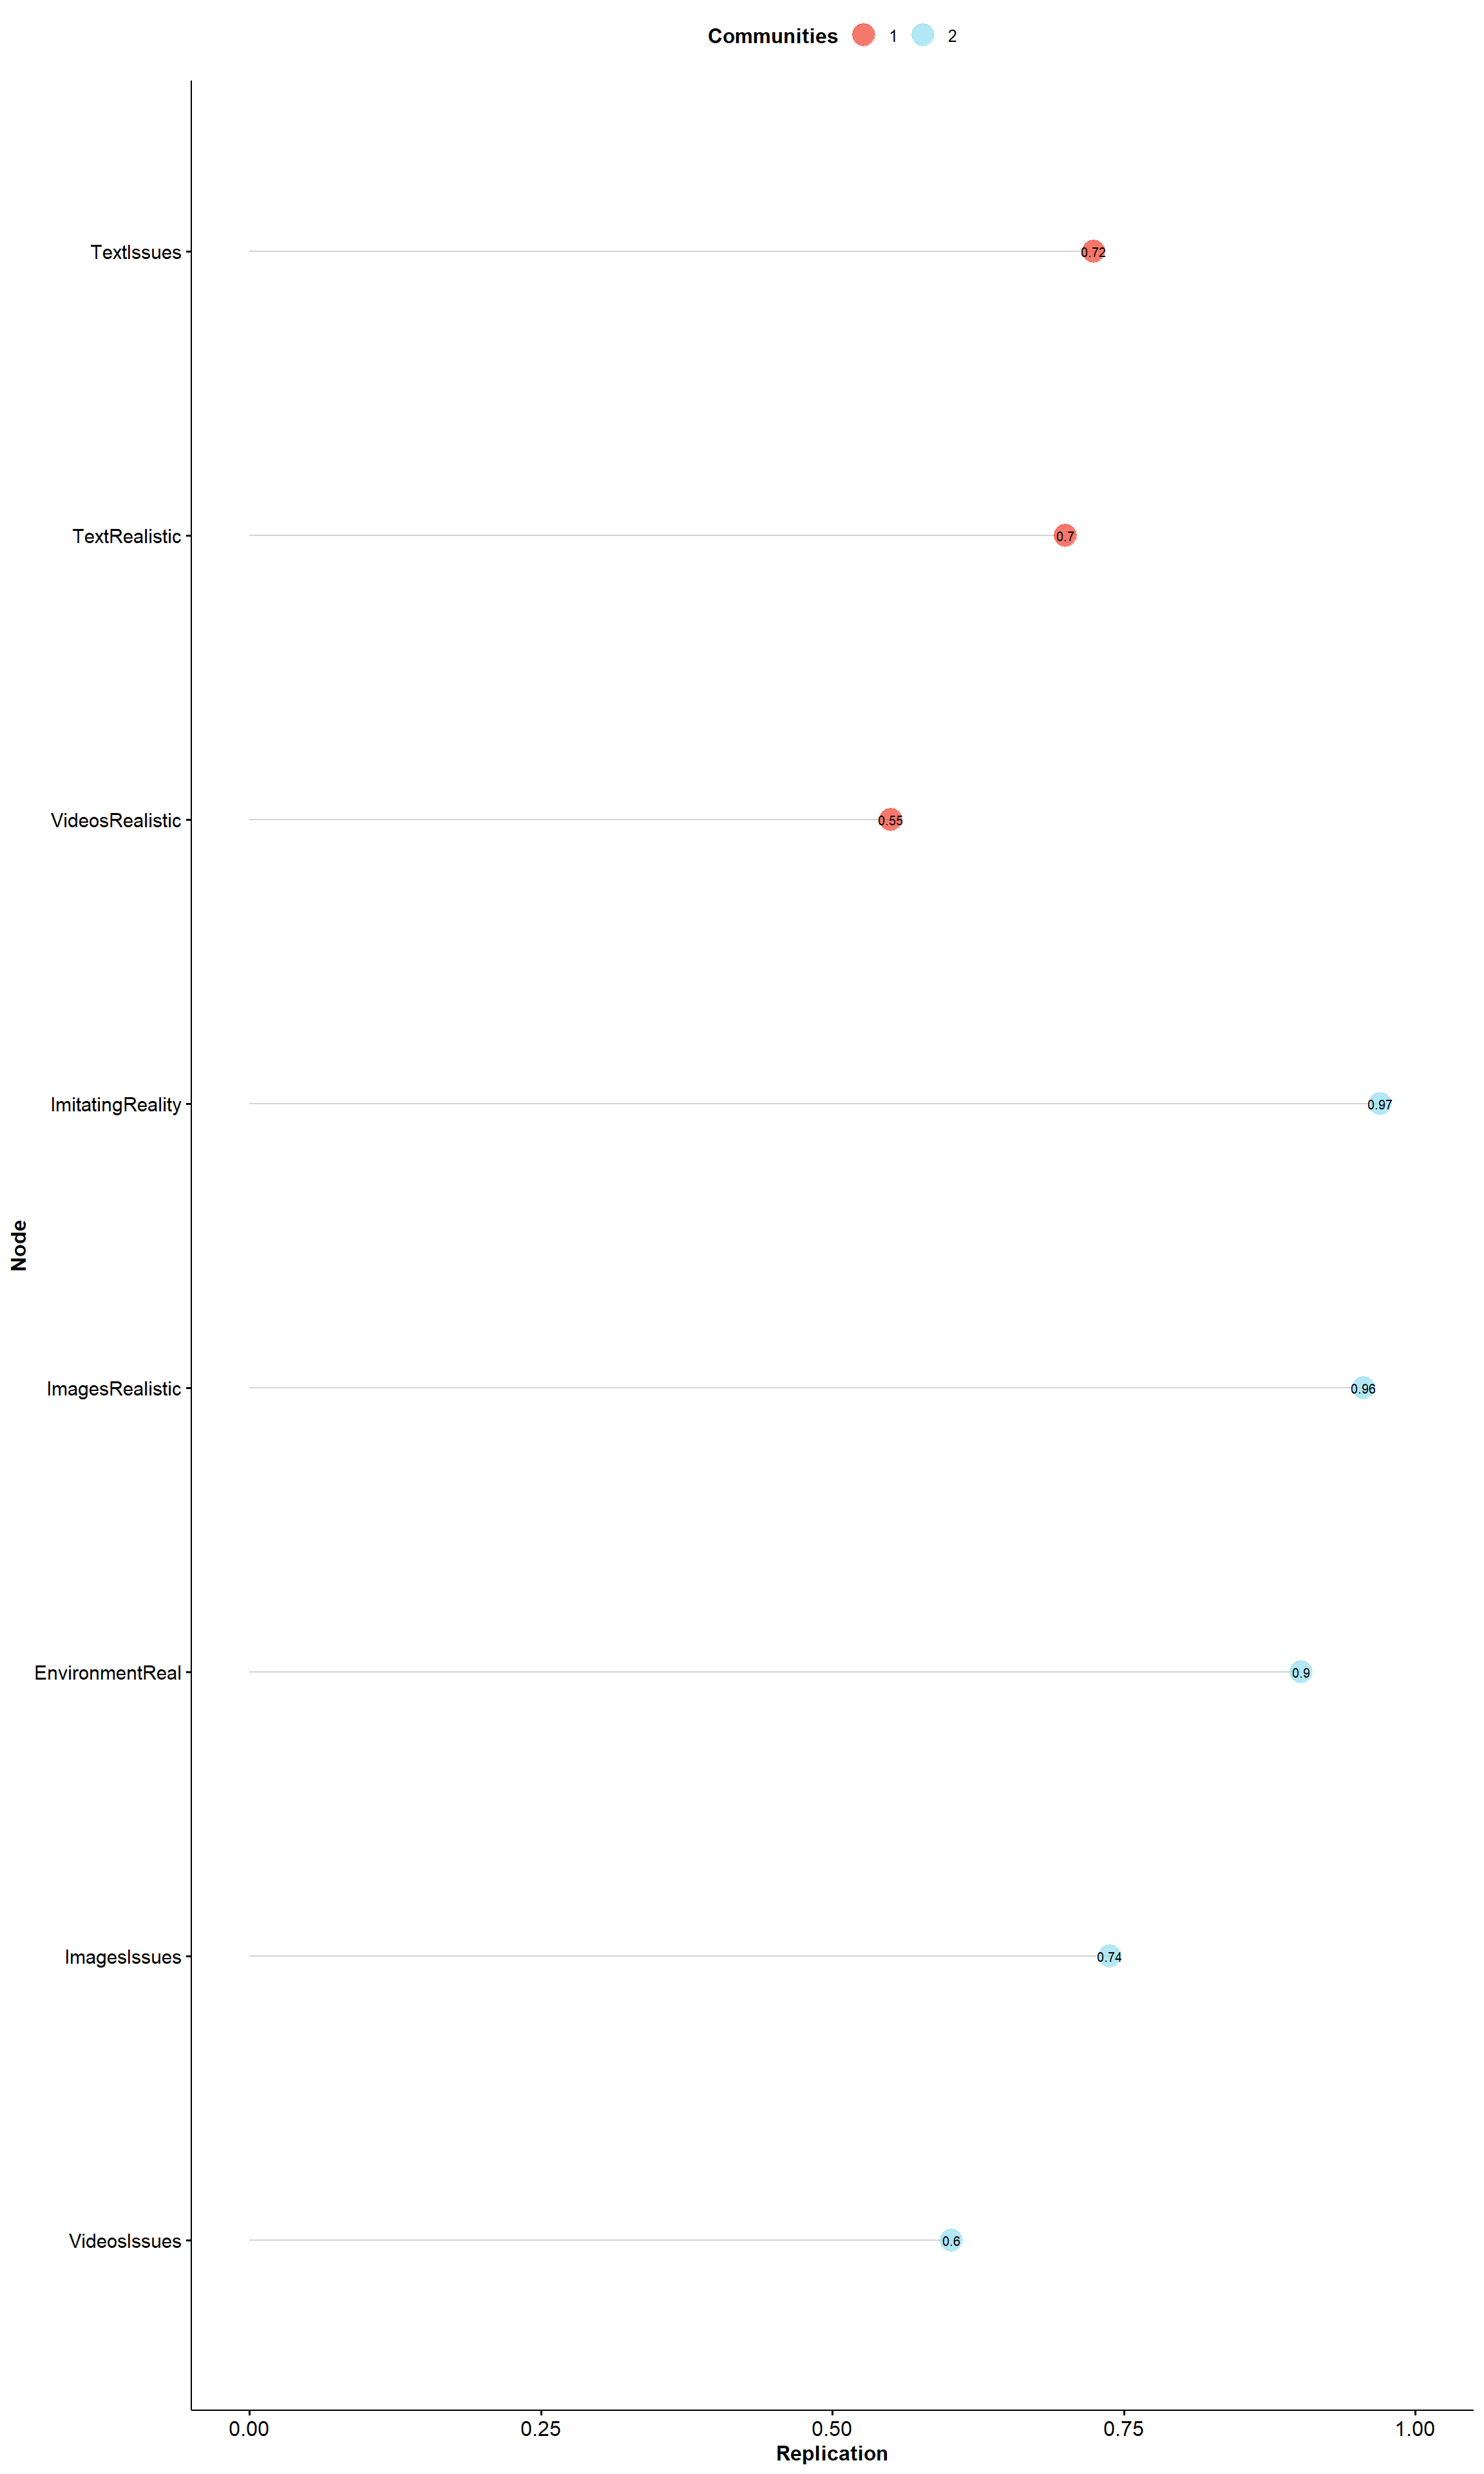 Communities 1 2
TextIssues
0.72
TextRealistic
0.7
VideosRealistic
0.55
ImitatingReality
0.97
Node
ImagesRealistic
0.96
EnvironmentReal
0.9
ImagesIssues
0.74
VideosIssues
0.6
0.00 0.25 0.50 0.75 1.00
Replication